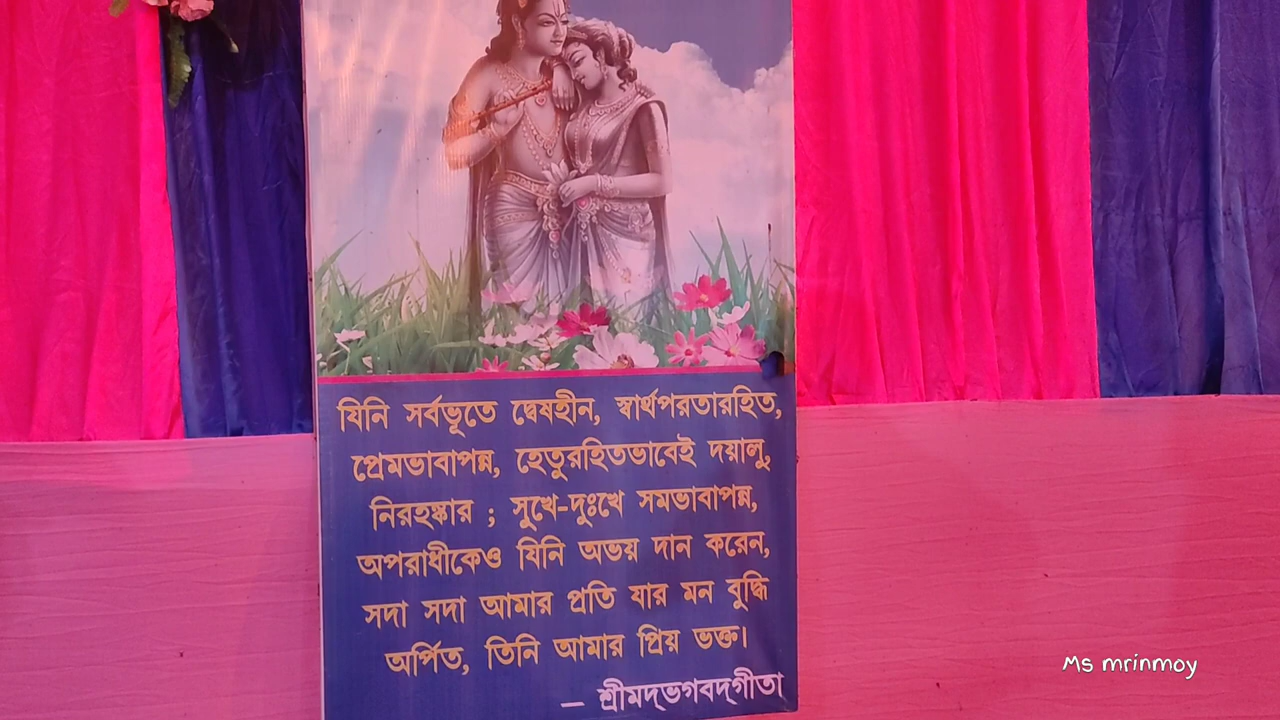 যিনি সর্বভূতে দ্বেষহীন, স্বার্থপরতারহিত,
প্রেমভাবাপন্ন, হেতুরহিতভাবেই দয়ালু,
নিরহঙ্কার ; সুখে-দুঃখে সমভাবাপন্ন,
অপরাধীকেও যিনি অভয় দান করেন,
সদা সদা আমার প্রতি যার মন বুদ্ধি
অর্পিত, তিনি আমার প্রিয় ভক্ত।
— শ্রীমদ্‌ভগবদ্‌গীতা
Ms mrinmoy